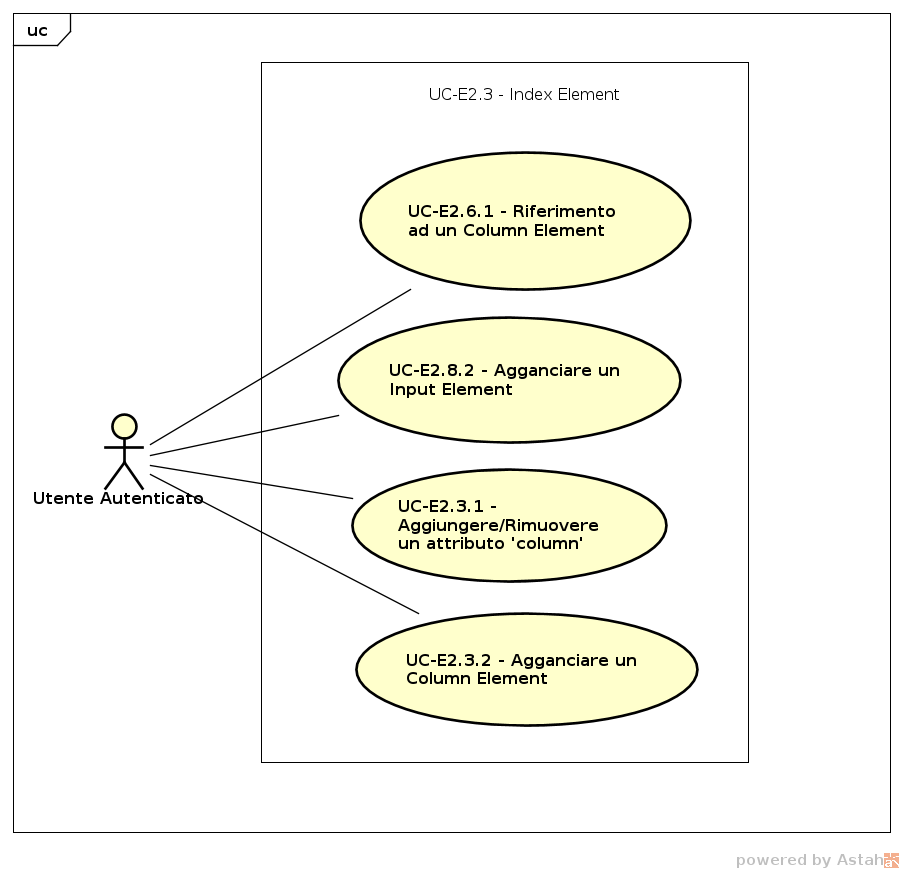 uc
UC-E2.3 - Index Element
UC-E2.6.1 - Riferimento
ad un Column Element
UC-E2.8.2 - Agganciare un
Input Element
Utente Autenticato
UC-E2.3.1 -
Aggiungere/Rimuovere
un attributo 'column'
UC-E2.3.2 - Agganciare un
Column Element
powered by Astah